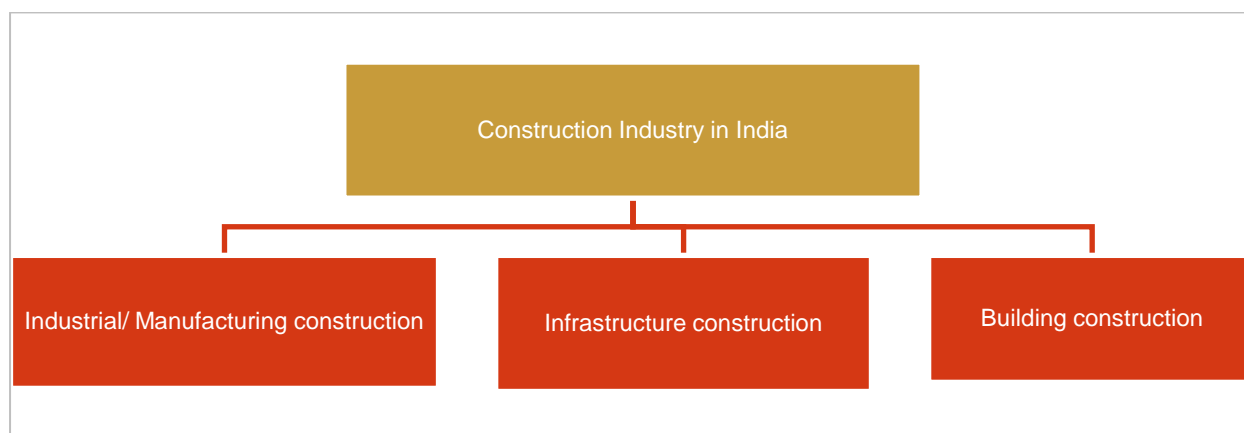 Construction Industry in India
Industrial/ Manufacturing construction
Infrastructure construction
Building construction